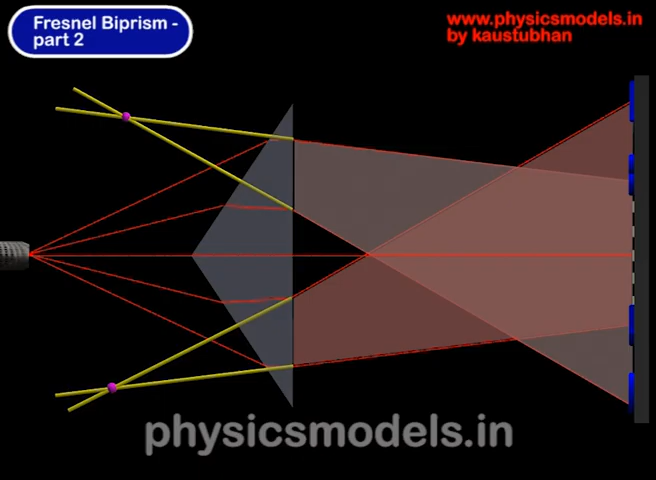 Fresnel Biprism -
part 2
www.physicsmodels.in
by kaustubhan
physicsmodels.in